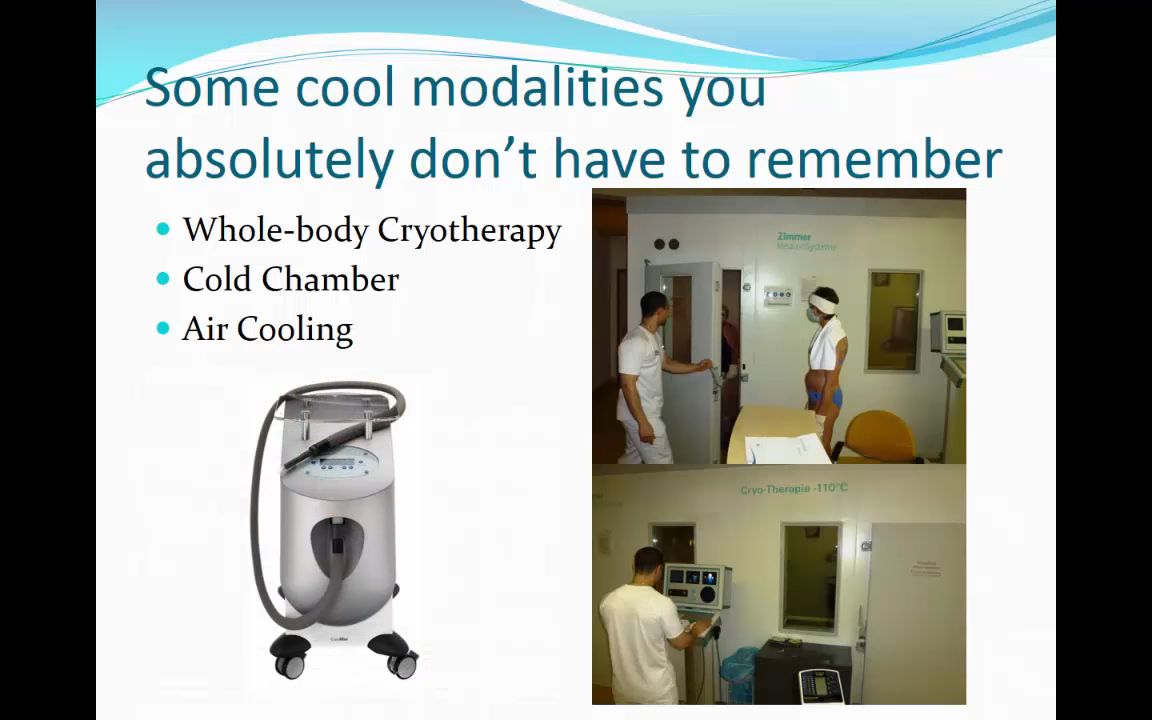 Some cool modalities you
absolutely don't have to remember
Whole-body Cryotherapy
Cold Chamber
Air Cooling
Zimmer
MedizinSysteme
Cryo-Therapie -110°C